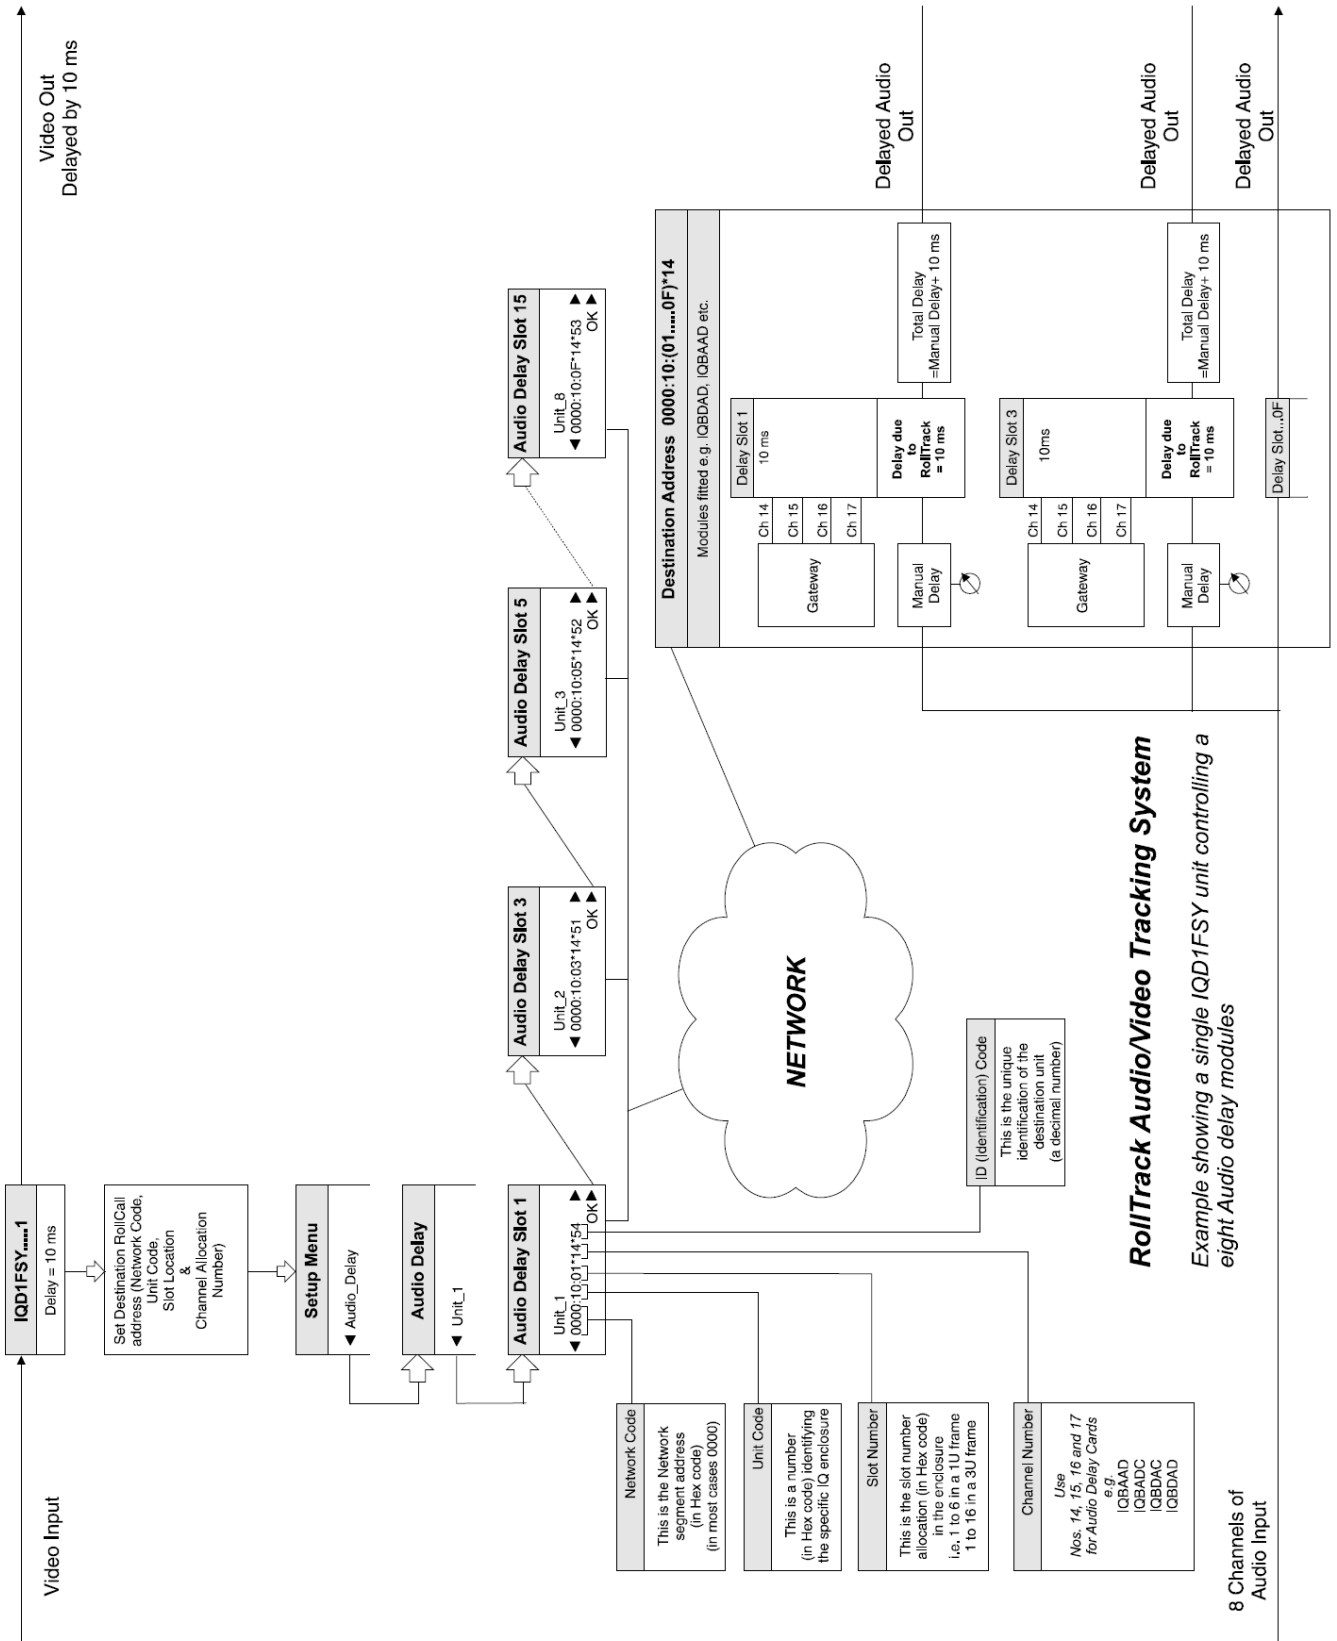 Video Input
IQD1FSY.....1
Delay = 10 ms
Video Out
Delayed by 10 ms
Set Destination RollCall
address (Network Code,
Unit Code,
Slot Location
&
Channel Allocation
Number)
Setup Menu
◀ Audio_Delay
Audio Delay
◀ Unit_1
Audio Delay Slot 1
Unit_1 ▶
◀ 0000:10:01*14*54
OK ▶
Audio Delay Slot 3
Unit_2 ▶
◀ 0000:10:03*14*51
OK ▶
Audio Delay Slot 5
Unit_3 ▶
◀ 0000:10:05*14*52
OK ▶
Audio Delay Slot 15
Unit_8 ▶
◀ 0000:10:0F*14*53
OK ▶
Network Code
This is the Network
segment address
(in Hex code)
(in most cases 0000)
Unit Code
This is a number
(in Hex code) identifying
the specific IQ enclosure
Slot Number
This is the slot number
allocation (in Hex code)
in the enclosure
i.e, 1 to 6 in a 1U frame
1 to 16 in a 3U frame
Channel Number
Use
Nos. 14, 15, 16 and 17
for Audio Delay Cards
e.g.
IQBAAD
IQBADC
IQBDAC
IQBDAD
ID (Identification) Code
This is the unique
identification of the
destination unit
(a decimal number)
NETWORK
Destination Address 0000:10:(01.....0F)*14
Modules fitted e.g. IQBDAD, IQBAAD etc.
Gateway
Ch 14
Ch 15
Ch 16
Ch 17
Delay Slot 1
10 ms
Manual
Delay
Delay due
to
RollTrack
= 10 ms
Total Delay
=Manual Delay+ 10 ms
Delayed Audio
Out
Gateway
Ch 14
Ch 15
Ch 16
Ch 17
Delay Slot 3
10ms
Manual
Delay
Delay due
to
RollTrack
= 10 ms
Total Delay
=Manual Delay+ 10 ms
Delayed Audio
Out
Delay Slot...0F
Delayed Audio
Out
RollTrack Audio/Video Tracking System
Example showing a single IQD1FSY unit controlling a
eight Audio delay modules
8 Channels of
Audio Input